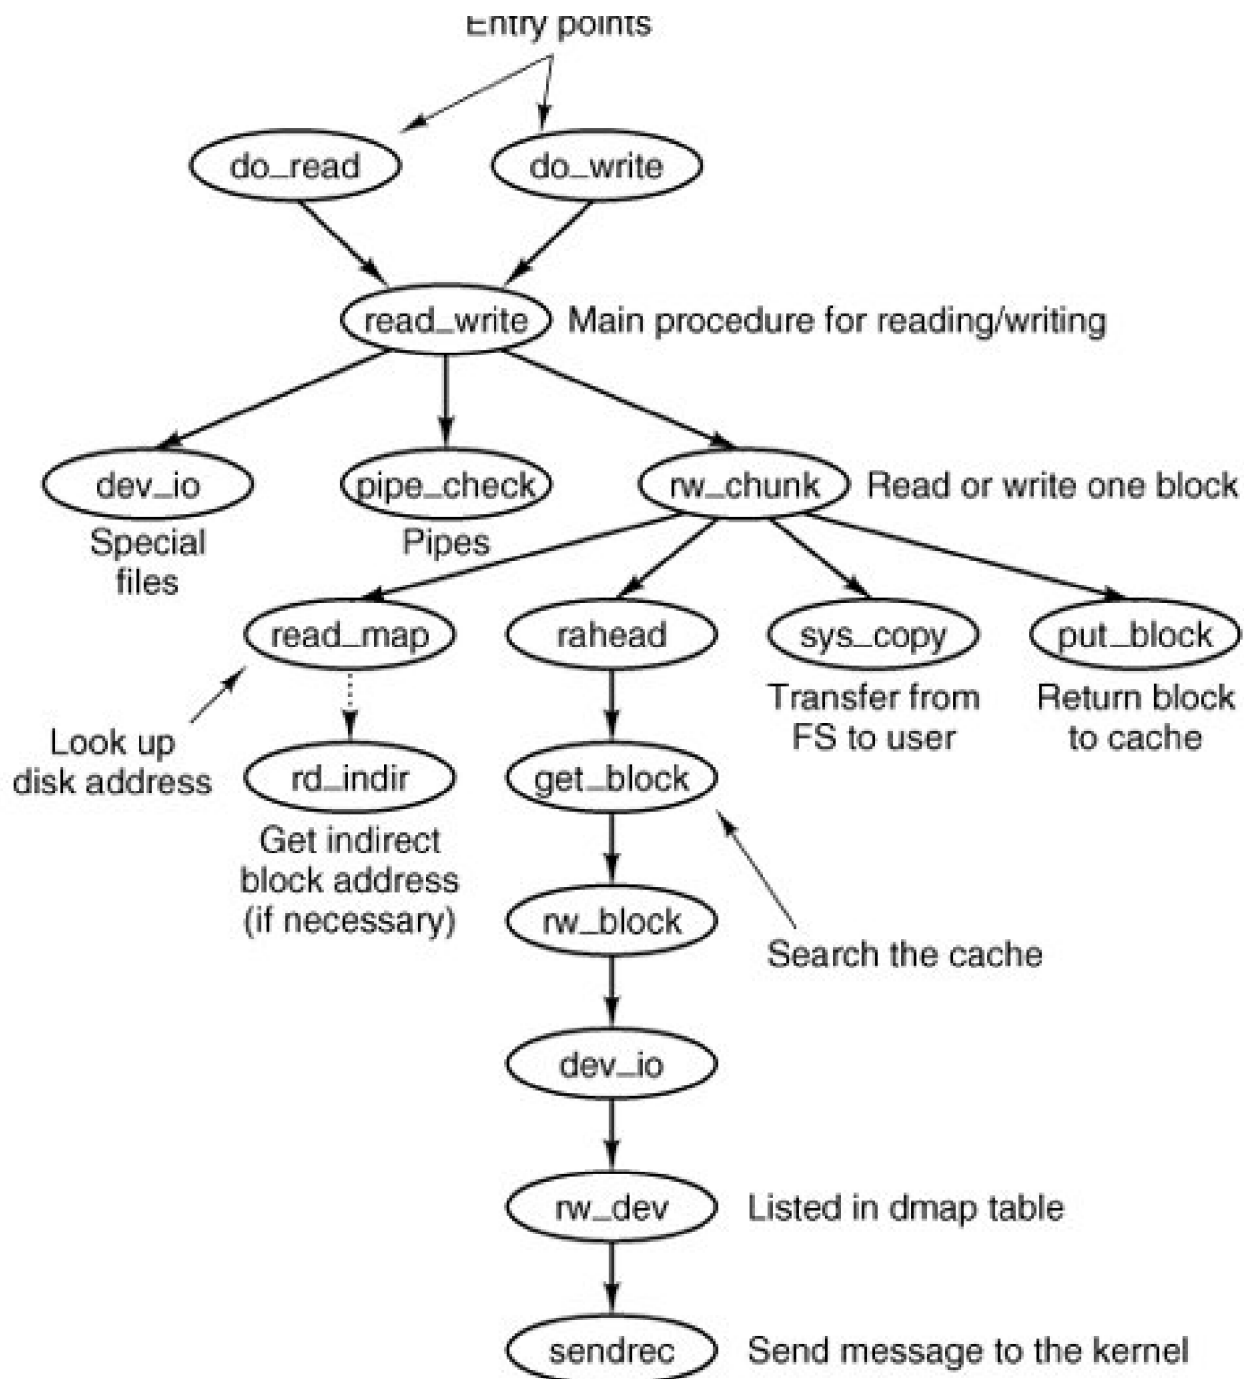 Entry points
do_read
do_write
read_write
Main procedure for reading/writing
dev_io
pipe_check
rw_chunk
Read or write one block
Special
files
Pipes
read_map
rahead
sys_copy
put_block
Transfer from
FS to user
Return block
to cache
Look up
disk address
rd_indir
get_block
Get indirect
block address
(if necessary)
rw_block
Search the cache
dev_io
rw_dev
Listed in dmap table
sendrec
Send message to the kernel